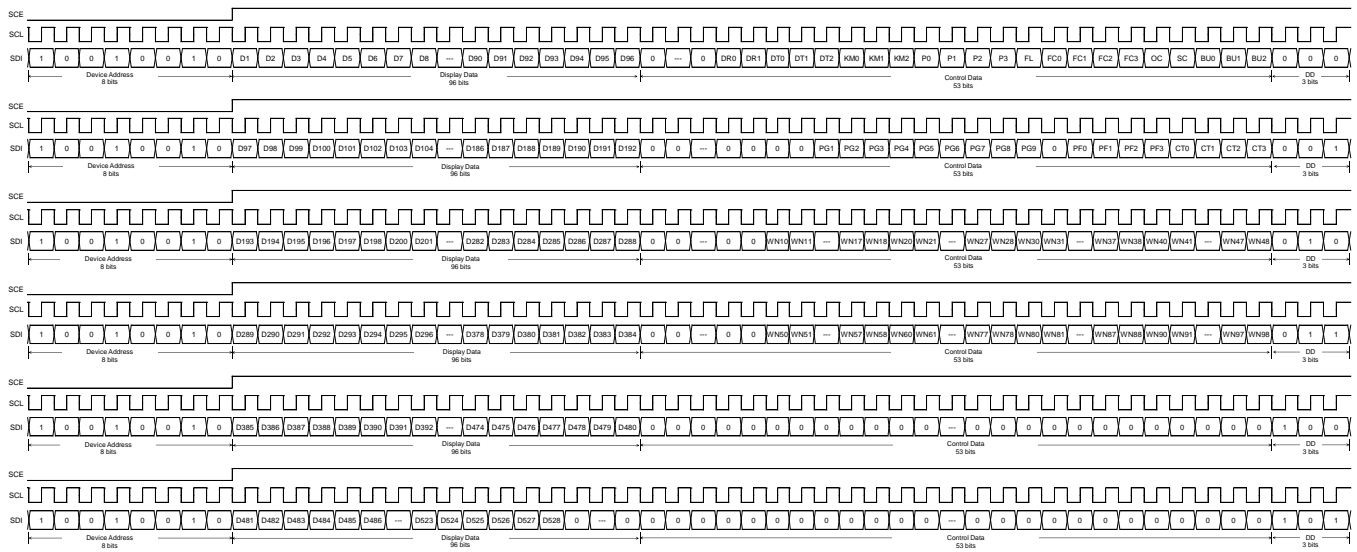 SCE
SCL
SDI 1 0 0 1 0 0 1 0 D1 D2 D3 D4 D5 D6 D7 D8 --- D90 D91 D92 D93 D94 D95 D96 0 --- 0 DR0 DR1 DT0 DT1 DT2 KM0 KM1 KM2 P0 P1 P2 P3 FL FC0 FC1 FC2 FC3 OC SC BU0 BU1 BU2 0 0 0
Device Address Display Data Control Data DD
8 bits 96 bits 53 bits 3 bits
SCE
SCL
SDI 1 0 0 1 0 0 1 0 D97 D98 D99 D100 D101 D102 D103 D104 --- D186 D187 D188 D189 D190 D191 D192 0 0 --- 0 0 0 0 PG1 PG2 PG3 PG4 PG5 PG6 PG7 PG8 PG9 0 PF0 PF1 PF2 PF3 CT0 CT1 CT2 CT3 0 0 1
Device Address Display Data Control Data DD
8 bits 96 bits 53 bits 3 bits
SCE
SCL
SDI 1 0 0 1 0 0 1 0 D193 D194 D195 D196 D197 D198 D200 D201 --- D282 D283 D284 D285 D286 D287 D288 0 0 --- 0 0 WN10 WN11 --- WN17 WN18 WN20 WN21 --- WN27 WN28 WN30 WN31 --- WN37 WN38 WN40 WN41 --- WN47 WN48 0 1 0
Device Address Display Data Control Data DD
8 bits 96 bits 53 bits 3 bits
SCE
SCL
SDI 1 0 0 1 0 0 1 0 D289 D290 D291 D292 D293 D294 D295 D296 --- D378 D379 D380 D381 D382 D383 D384 0 0 --- 0 0 WN50 WN51 --- WN57 WN58 WN60 WN61 --- WN77 WN78 WN80 WN81 --- WN87 WN88 WN90 WN91 --- WN97 WN98 0 1 1
Device Address Display Data Control Data DD
8 bits 96 bits 53 bits 3 bits
SCE
SCL
SDI 1 0 0 1 0 0 1 0 D385 D386 D387 D388 D389 D390 D391 D392 --- D474 D475 D476 D477 D478 D479 D480 0 0 0 0 0 0 0 0 0 0 0 0 --- 0 0 0 0 0 0 0 0 0 0 0 0 1 0 0
Device Address Display Data Control Data DD
8 bits 96 bits 53 bits 3 bits
SCE
SCL
SDI 1 0 0 1 0 0 1 0 D481 D482 D483 D484 D485 D486 --- D523 D524 D525 D526 D527 D528 0 --- 0 0 0 0 0 0 0 0 0 0 0 0 0 --- 0 0 0 0 0 0 0 0 0 0 0 0 1 0 1
Device Address Display Data Control Data DD
8 bits 96 bits 53 bits 3 bits